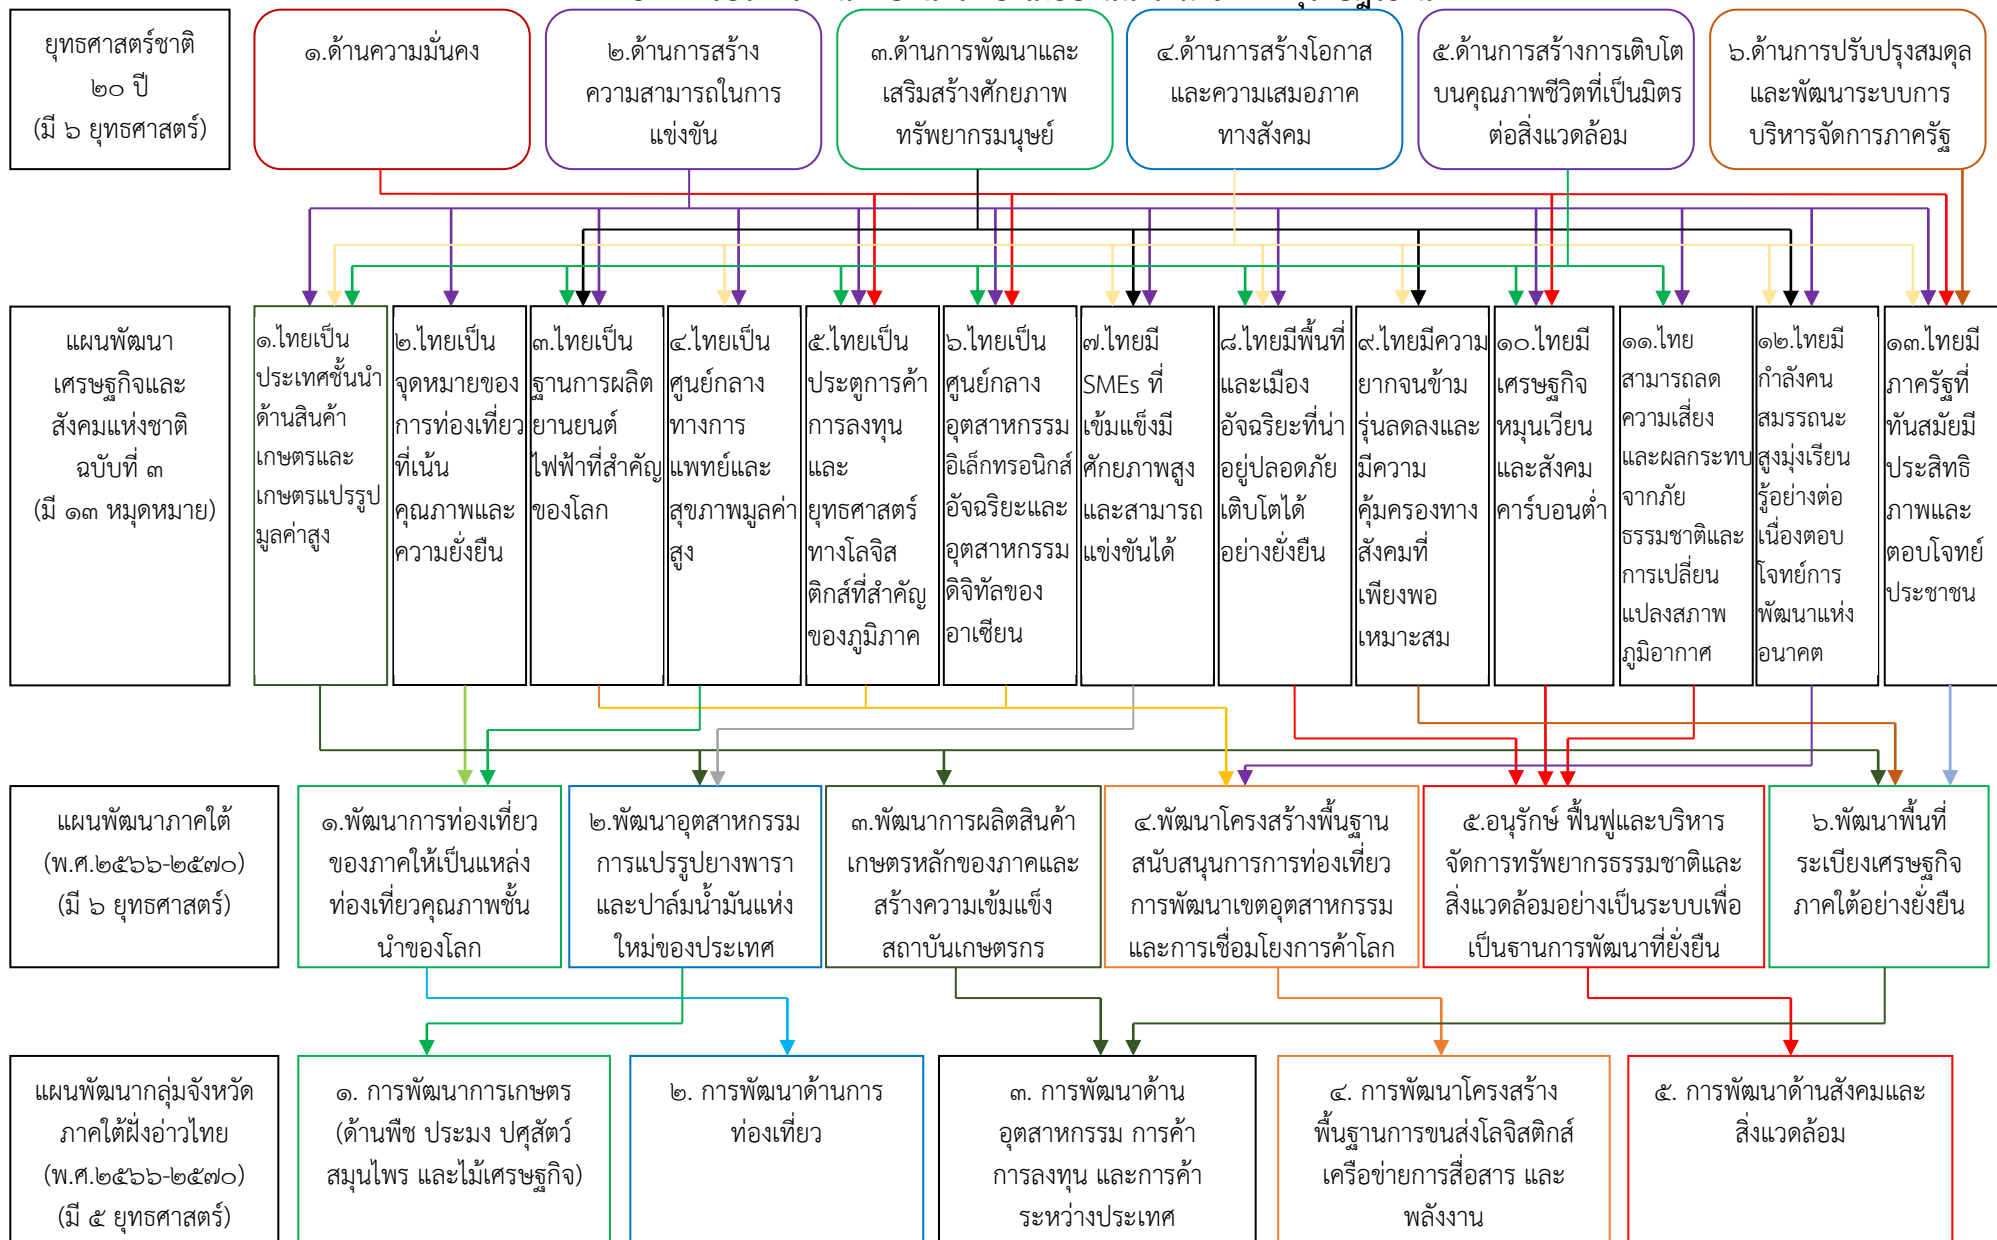 ยุทธศาสตร์ชาติ
๒๐ ปี
(มี ๖ ยุทธศาสตร์)
๑.ด้านความมั่นคง
๒.ด้านการสร้าง
ความสามารถในการ
แข่งขัน
๓.ด้านการพัฒนาและ
เสริมสร้างศักยภาพ
ทรัพยากรมนุษย์
๔.ด้านการสร้างโอกาส
และความเสมอภาค
ทางสังคม
๕.ด้านการสร้างการเติบโต
บนคุณภาพชีวิตที่เป็นมิตร
ต่อสิ่งแวดล้อม
๖.ด้านการปรับปรุงสมดุล
และพัฒนาระบบการ
บริหารจัดการภาครัฐ
แผนพัฒนา
เศรษฐกิจและ
สังคมแห่งชาติ
ฉบับที่ ๓
(มี ๑๓ หมุดหมาย)
๑.ไทยเป็น
ประเทศชั้นนำ
ด้านสินค้า
เกษตรและ
เกษตรแปรรูป
มูลค่าสูง
๒.ไทยเป็น
จุดหมายของ
การท่องเที่ยว
ที่เน้น
คุณภาพและ
ความยั่งยืน
๓.ไทยเป็น
ฐานการผลิต
ยานยนต์
ไฟฟ้าที่สำคัญ
ของโลก
๔.ไทยเป็น
ศูนย์กลาง
ทางการ
แพทย์และ
สุขภาพมูลค่า
สูง
๕.ไทยเป็น
ประตูการค้า
การลงทุน
และ
ยุทธศาสตร์
ทางโลจิส
ติกส์ที่สำคัญ
ของภูมิภาค
๖.ไทยเป็น
ศูนย์กลาง
อุตสาหกรรม
อิเล็กทรอนิกส์
อัจฉริยะและ
อุตสาหกรรม
ดิจิทัลของ
อาเซียน
๗.ไทยมี
SMEs ที่
เข้มแข็งมี
ศักยภาพสูง
และสามารถ
แข่งขันได้
๘.ไทยมีพื้นที่
และเมือง
อัจฉริยะที่น่า
อยู่ปลอดภัย
เติบโตได้
อย่างยั่งยืน
๙.ไทยมีความ
ยากจนข้าม
รุ่นลดลงและ
มีความ
คุ้มครองทาง
สังคมที่
เพียงพอ
เหมาะสม
๑๐.ไทยมี
เศรษฐกิจ
หมุนเวียน
และสังคม
คาร์บอนต่ำ
๑๑.ไทย
สามารถลด
ความเสี่ยง
และผลกระทบ
จากภัย
ธรรมชาติและ
การเปลี่ยน
แปลงสภาพ
ภูมิอากาศ
๑๒.ไทยมี
กำลังคน
สมรรถนะ
สูงมุ่งเรียน
รู้อย่างต่อ
เนื่องตอบ
โจทย์การ
พัฒนาแห่ง
อนาคต
๑๓.ไทยมี
ภาครัฐที่
ทันสมัยมี
ประสิทธิ
ภาพและ
ตอบโจทย์
ประชาชน
แผนพัฒนาภาคใต้
(พ.ศ.๒๕๖๖-๒๕๗๐)
(มี ๖ ยุทธศาสตร์)
๑.พัฒนาการท่องเที่ยว
ของภาคให้เป็นแหล่ง
ท่องเที่ยวคุณภาพชั้น
นำของโลก
๒.พัฒนาอุตสาหกรรม
การแปรรูปยางพารา
และปาล์มน้ำมันแห่ง
ใหม่ของประเทศ
๓.พัฒนาการผลิตสินค้า
เกษตรหลักของภาคและ
สร้างความเข้มแข็ง
สถาบันเกษตรกร
๔.พัฒนาโครงสร้างพื้นฐาน
สนับสนุนการการท่องเที่ยว
การพัฒนาเขตอุตสาหกรรม
และการเชื่อมโยงการค้าโลก
๕.อนุรักษ์ ฟื้นฟูและบริหาร
จัดการทรัพยากรธรรมชาติและ
สิ่งแวดล้อมอย่างเป็นระบบเพื่อ
เป็นฐานการพัฒนาที่ยั่งยืน
๖.พัฒนาพื้นที่
ระเบียงเศรษฐกิจ
ภาคใต้อย่างยั่งยืน
แผนพัฒนากลุ่มจังหวัด
ภาคใต้ฝั่งอ่าวไทย
(พ.ศ.๒๕๖๖-๒๕๗๐)
(มี ๕ ยุทธศาสตร์)
๑. การพัฒนาการเกษตร
(ด้านพืช ประมง ปศุสัตว์
สมุนไพร และไม้เศรษฐกิจ)
๒. การพัฒนาด้านการ
ท่องเที่ยว
๓. การพัฒนาด้าน
อุตสาหกรรม การค้า
การลงทุน และการค้า
ระหว่างประเทศ
๔. การพัฒนาโครงสร้าง
พื้นฐานการขนส่งโลจิสติกส์
เครือข่ายการสื่อสาร และ
พลังงาน
๕. การพัฒนาด้านสังคมและ
สิ่งแวดล้อม